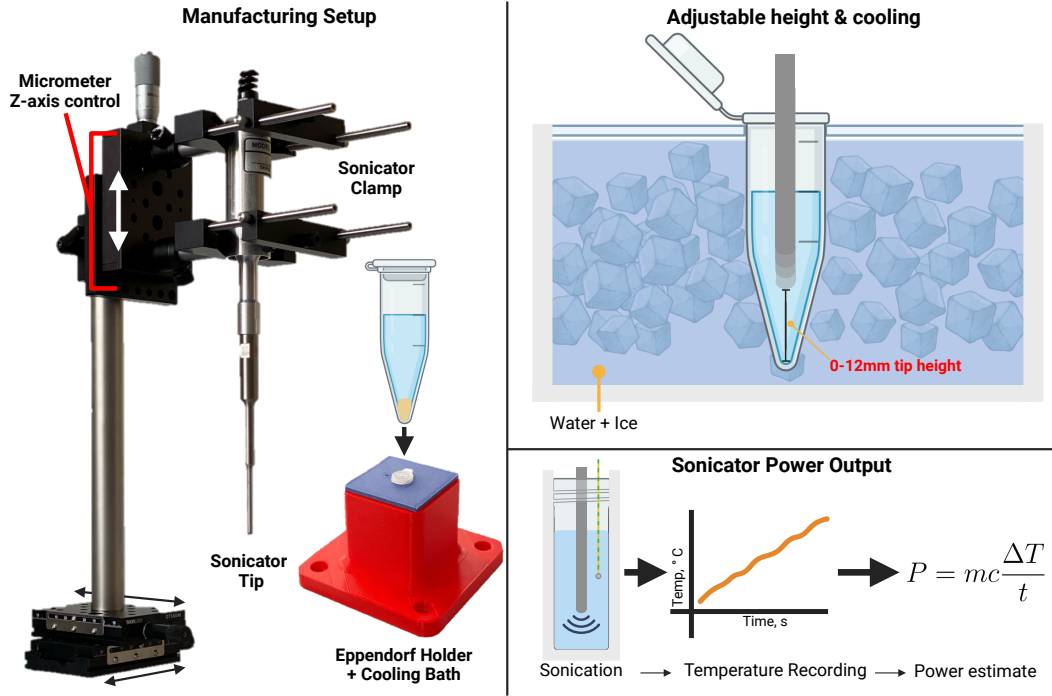 Manufacturing Setup
Micrometer
Z-axis control
MODEL
Sonicator
Clamp
Sonicator
Tip
Eppendorf Holder
+ Cooling Bath
Adjustable height & cooling
0-12mm tip height
Water + Ice
Sonicator Power Output
Temp, °C
Time, s
P = mc ΔT/t
Sonication
Temperature Recording
Power estimate